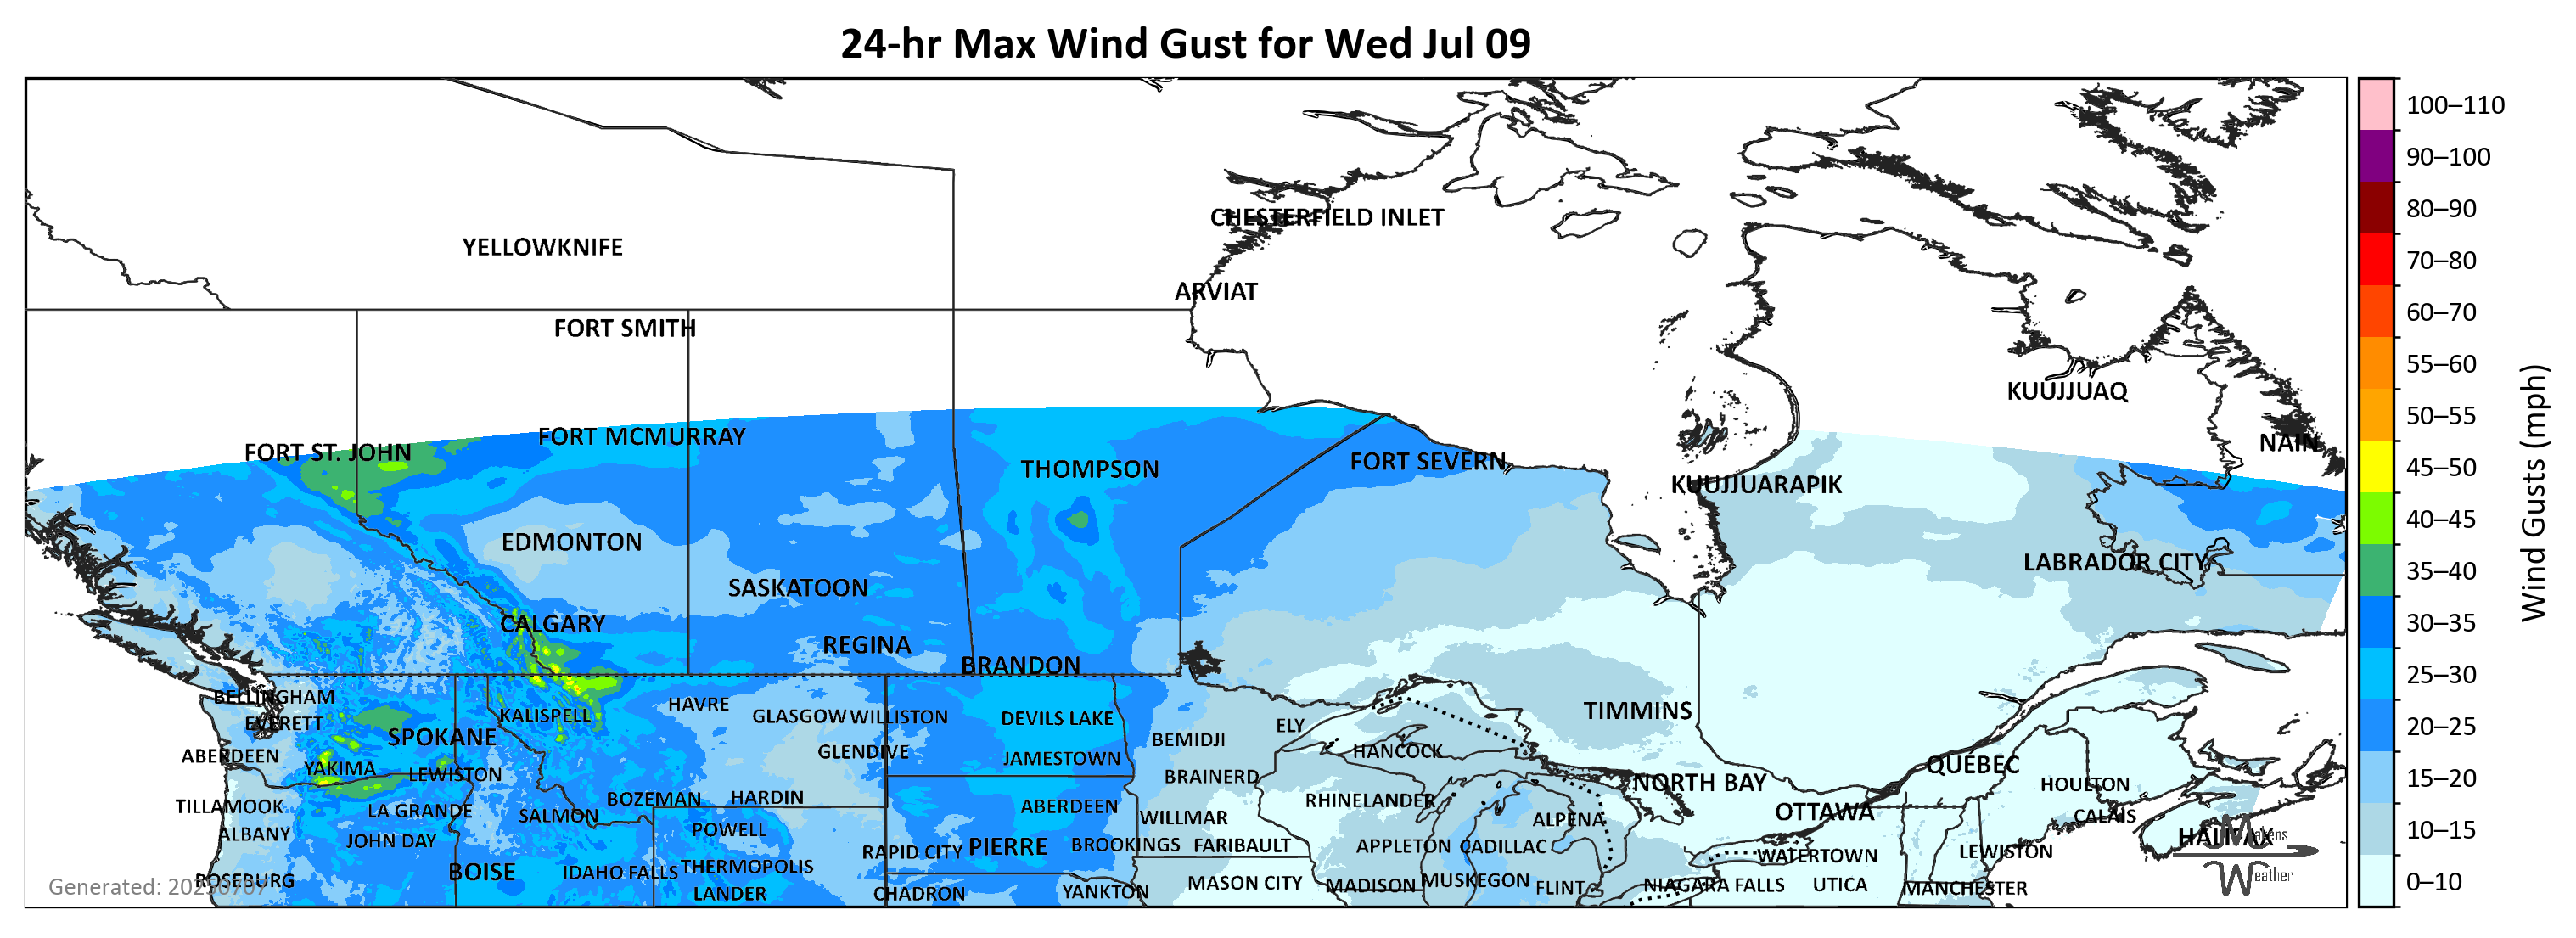 24-hr Max Wind Gust for Wed Jul 09
100–110
90–100
80–90
70–80
60–70
55–60
50–55
45–50
40–45
35–40
30–35
25–30
20–25
15–20
10–15
0–10
Wind Gusts (mph)
CHESTERFIELD INLET
YELLOWKNIFE
ARVIAT
FORT SMITH
KUUJJUAQ
FORT MCMURRAY
NAIN
FORT ST. JOHN
FORT SEVERN
THOMPSON
KUUJJUARAPIK
EDMONTON
LABRADOR CITY
SASKATOON
CALGARY
REGINA
BRANDON
BELLINGHAM
HAVRE
TIMMINS
KALISPELL
GLASGOW WILLISTON
DEVILS LAKE
EVERETT
ELY
SPOKANE
BEMIDJI
HANCOCK
GLENDIVE
ABERDEEN
JAMESTOWN
QUEBEC
YAKIMA
LEWISTON
BRAINERD
NORTH BAY
HOULTON
BOZEMAN
HARDIN
RHINELANDER
TILLAMOOK
LA GRANDE
ABERDEEN
SALMON
WILLMAR
ALPENA
OTTAWA
CALAIS
ALBANY
POWELL
HALIFAX
Makens
JOHN DAY
RAPID CITY
PIERRE
BROOKINGS
FARIBAULT
APPLETON
CADILLAC
WATERTOWN
LEWISTON
BOISE
IDAHO FALLS
THERMOPOLIS
Weather
ROSEBURG
MASON CITY
MADISON
MUSKEGON
FLINT
NIAGARA FALLS
UTICA
MANCHESTER
LANDER
CHADRON
YANKTON
Generated: 20250707